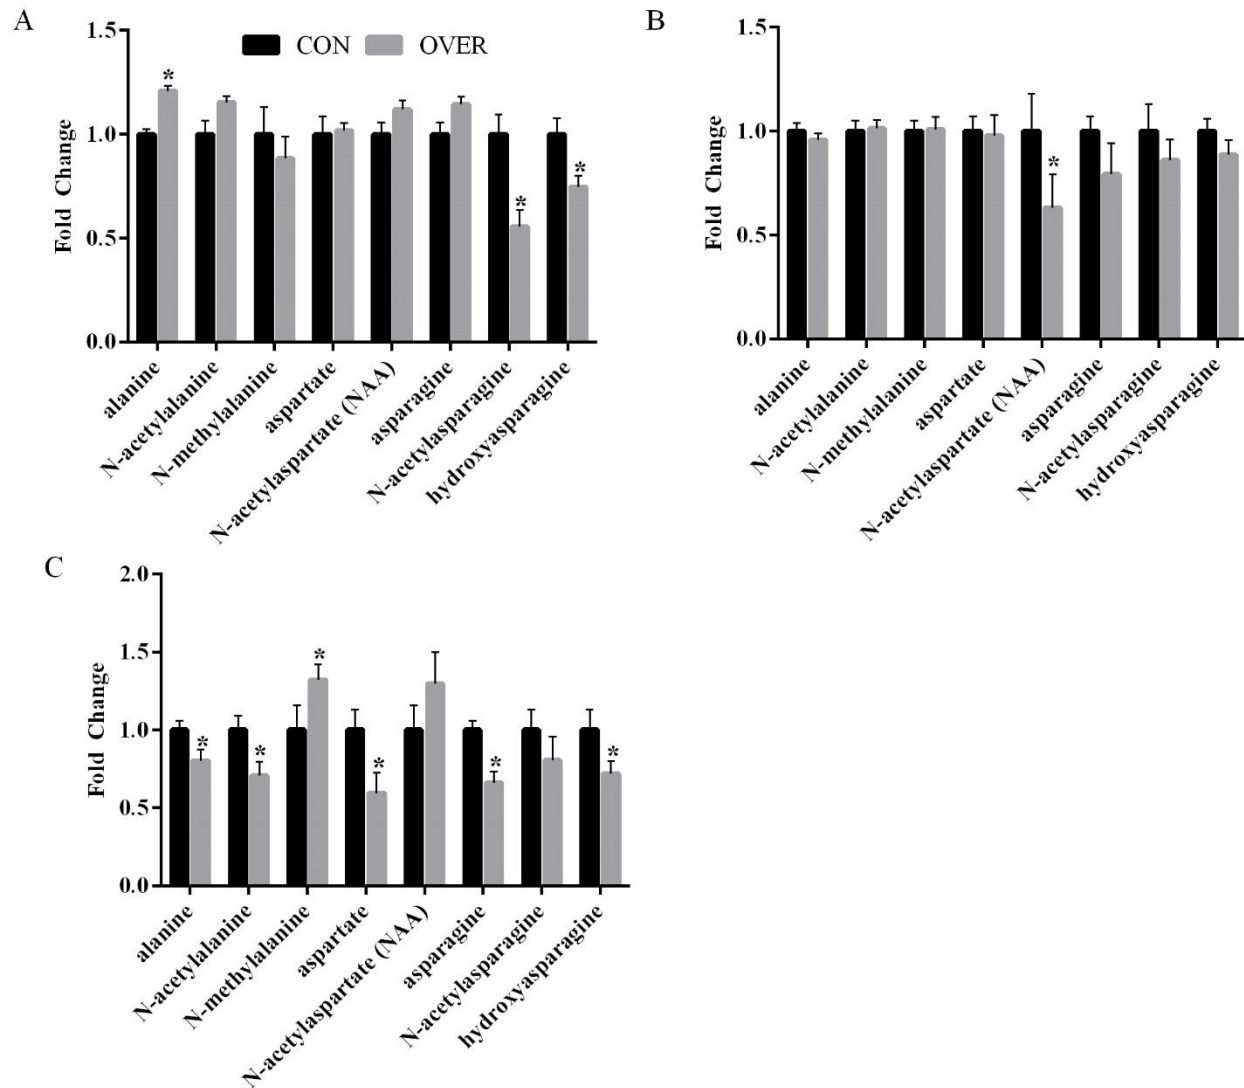 A
CON OVER
Fold Change
1.5
1.0
0.5
0.0
*
*
*
alanine
N-acetylalanine
N-methylalanine
aspartate
N-acetylaspartate (NAA)
asparagine
N-acetylasparagine
hydroxyasparagine
B
Fold Change
1.5
1.0
0.5
0.0
*
alanine
N-acetylalanine
N-methylalanine
aspartate
N-acetylaspartate (NAA)
asparagine
N-acetylasparagine
hydroxyasparagine
C
Fold Change
2.0
1.5
1.0
0.5
0.0
*
*
*
*
*
*
alanine
N-acetylalanine
N-methylalanine
aspartate
N-acetylaspartate (NAA)
asparagine
N-acetylasparagine
hydroxyasparagine